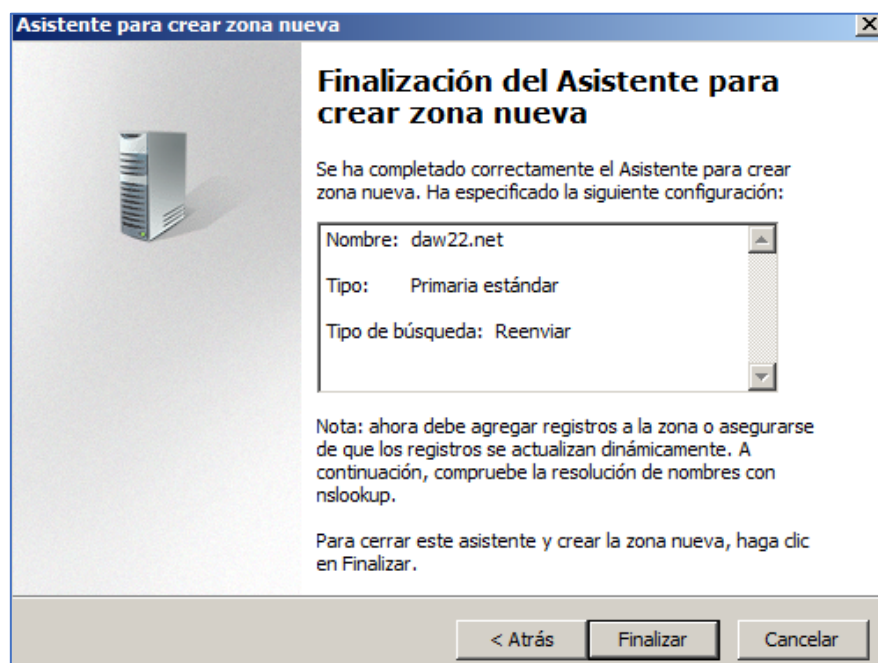 Asistente para crear zona nueva
Finalización del Asistente para
crear zona nueva
Se ha completado correctamente el Asistente para crear
zona nueva. Ha especificado la siguiente configuración:
Nombre: daw22.net
Tipo: Primaria estándar
Tipo de búsqueda: Reenviar
Nota: ahora debe agregar registros a la zona o asegurarse
de que los registros se actualizan dinámicamente. A
continuación, compruebe la resolución de nombres con
nslookup.
Para cerrar este asistente y crear la zona nueva, haga clic
en Finalizar.
< Atrás Finalizar Cancelar